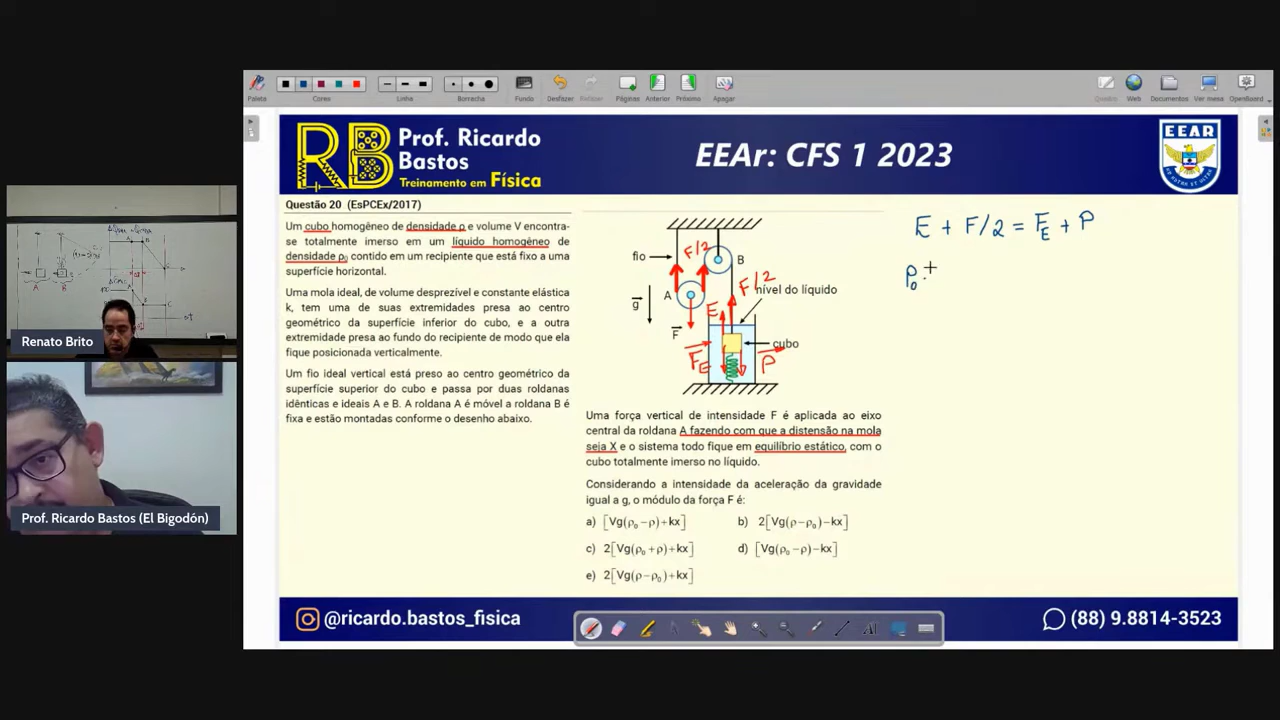 Paleta
Cores
Linha
Borracha
Fundo
Desfazer
Refazer
Páginas
Anterior
Próxima
Apagar
Quadro
Web
Documentos
Ver mesa
OpenBoard
RB Prof. Ricardo
Bastos
Treinamento em Física
EEAr: CFS 1 2023
EEAR
Questão 20 (EsPCEx/2017)
Um cubo homogêneo de densidade ρ e volume V encontra-
se totalmente imerso em um líquido homogêneo de
densidade ρ₀ contido em um recipiente que está fixo a uma
superfície horizontal.
Uma mola ideal, de volume desprezível e constante elástica
k, tem uma de suas extremidades presa ao centro
geométrico da superfície inferior do cubo, e a outra
extremidade presa ao fundo do recipiente de modo que ela
fique posicionada verticalmente.
Um fio ideal vertical está preso ao centro geométrico da
superfície superior do cubo e passa por duas roldanas
idênticas e ideais A e B. A roldana A é móvel a roldana B é
fixa e estão montadas conforme o desenho abaixo.
fio
F/2
B
A
F/2
nível do líquido
g
E
F
cubo
F_E
P
Uma força vertical de intensidade F é aplicada ao eixo
central da roldana A fazendo com que a distensão na mola
seja X e o sistema todo fique em equilíbrio estático, com o
cubo totalmente imerso no líquido.
Considerando a intensidade da aceleração da gravidade
igual a g, o módulo da força F é:
a) [Vg(ρ₀−ρ)+kx] b) 2[Vg(ρ−ρ₀)−kx]
c) 2[Vg(ρ₀+ρ)+kx] d) [Vg(ρ₀−ρ)−kx]
e) 2[Vg(ρ−ρ₀)+kx]
E + F/2 = F_E + P
ρ₀.
Renato Brito
Prof. Ricardo Bastos (El Bigodón)
@ricardo.bastos_fisica
(88) 9.8814-3523